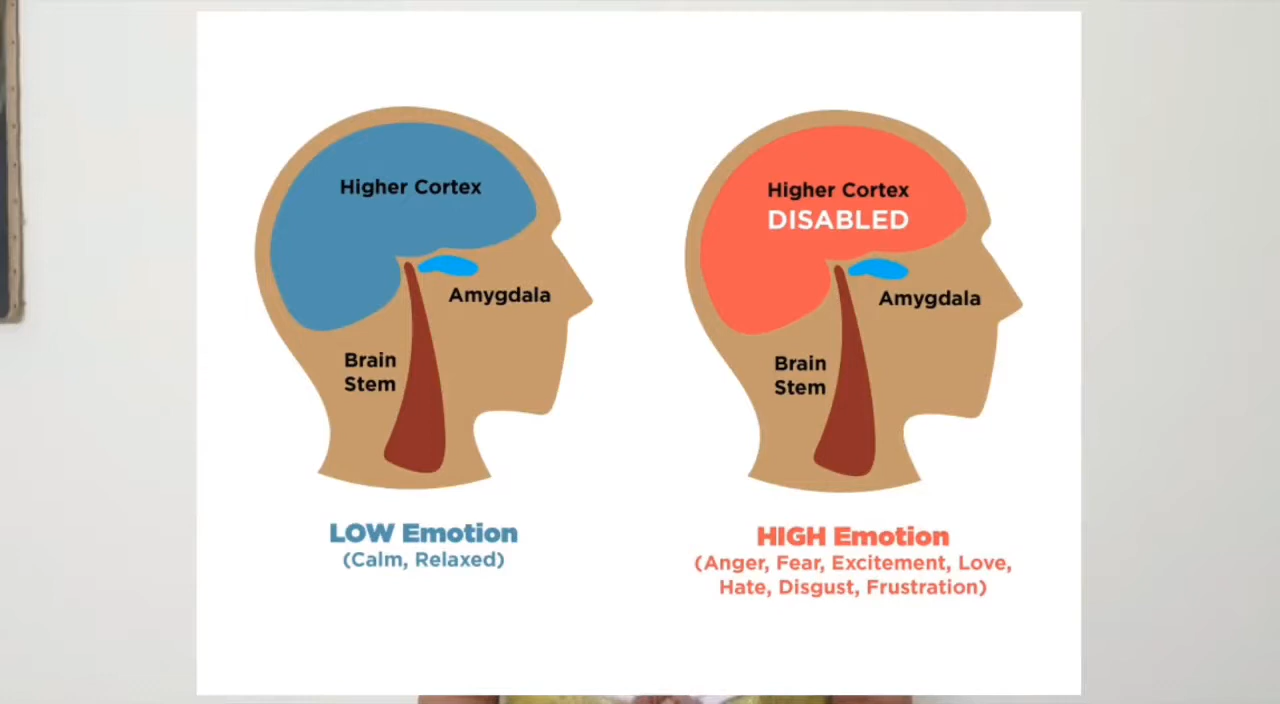 Higher Cortex
Amygdala
Brain
Stem
LOW Emotion
(Calm, Relaxed)
Higher Cortex
DISABLED
Amygdala
Brain
Stem
HIGH Emotion
(Anger, Fear, Excitement, Love,
Hate, Disgust, Frustration)